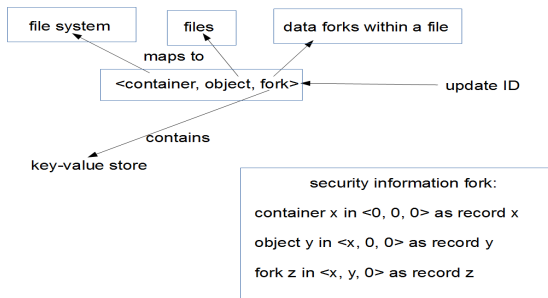 file system
files
data forks within a file
maps to
<container, object, fork>
update ID
contains
key-value store
security information fork:
container x in <0, 0, 0> as record x
object y in <x, 0, 0> as record y
fork z in <x, y, 0> as record z